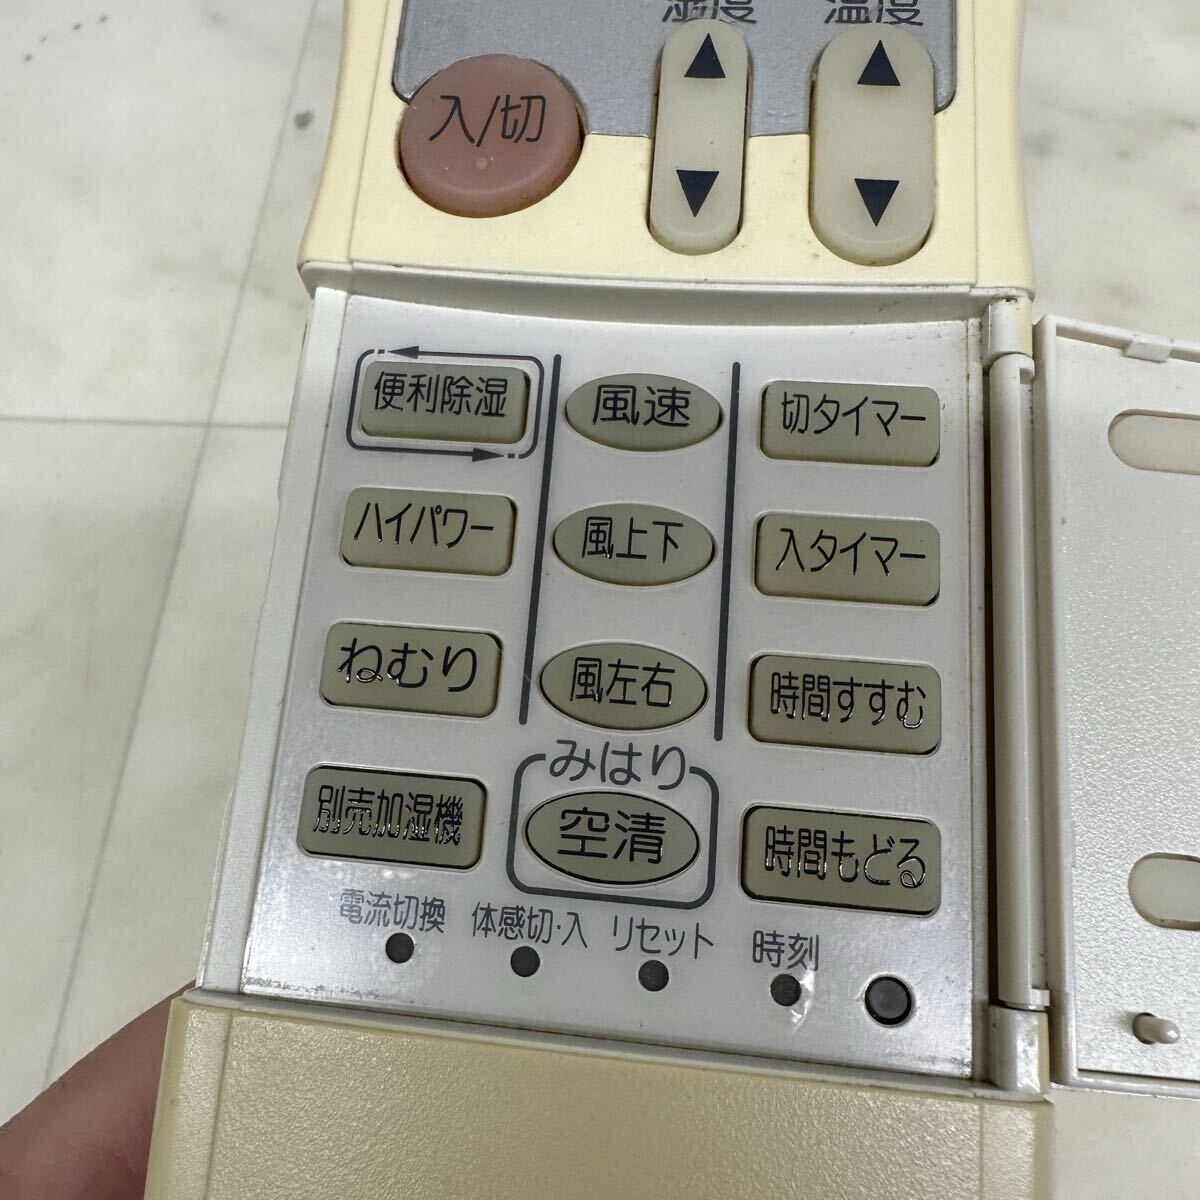 湿度
温度
入/切
便利除湿
風速
切タイマー
ハイパワー
風上下
入タイマー
ねむり
風左右
時間すすむ
みはり
別売加湿機
空清
時間もどる
電流切換
体感切・入
リセット
時刻